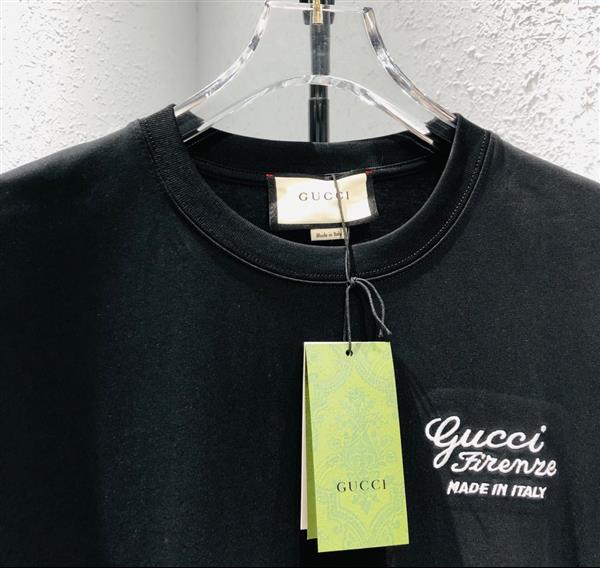 GUCCI
Made in Italy
GUCCI
Gucci
Firenze
MADE IN ITALY